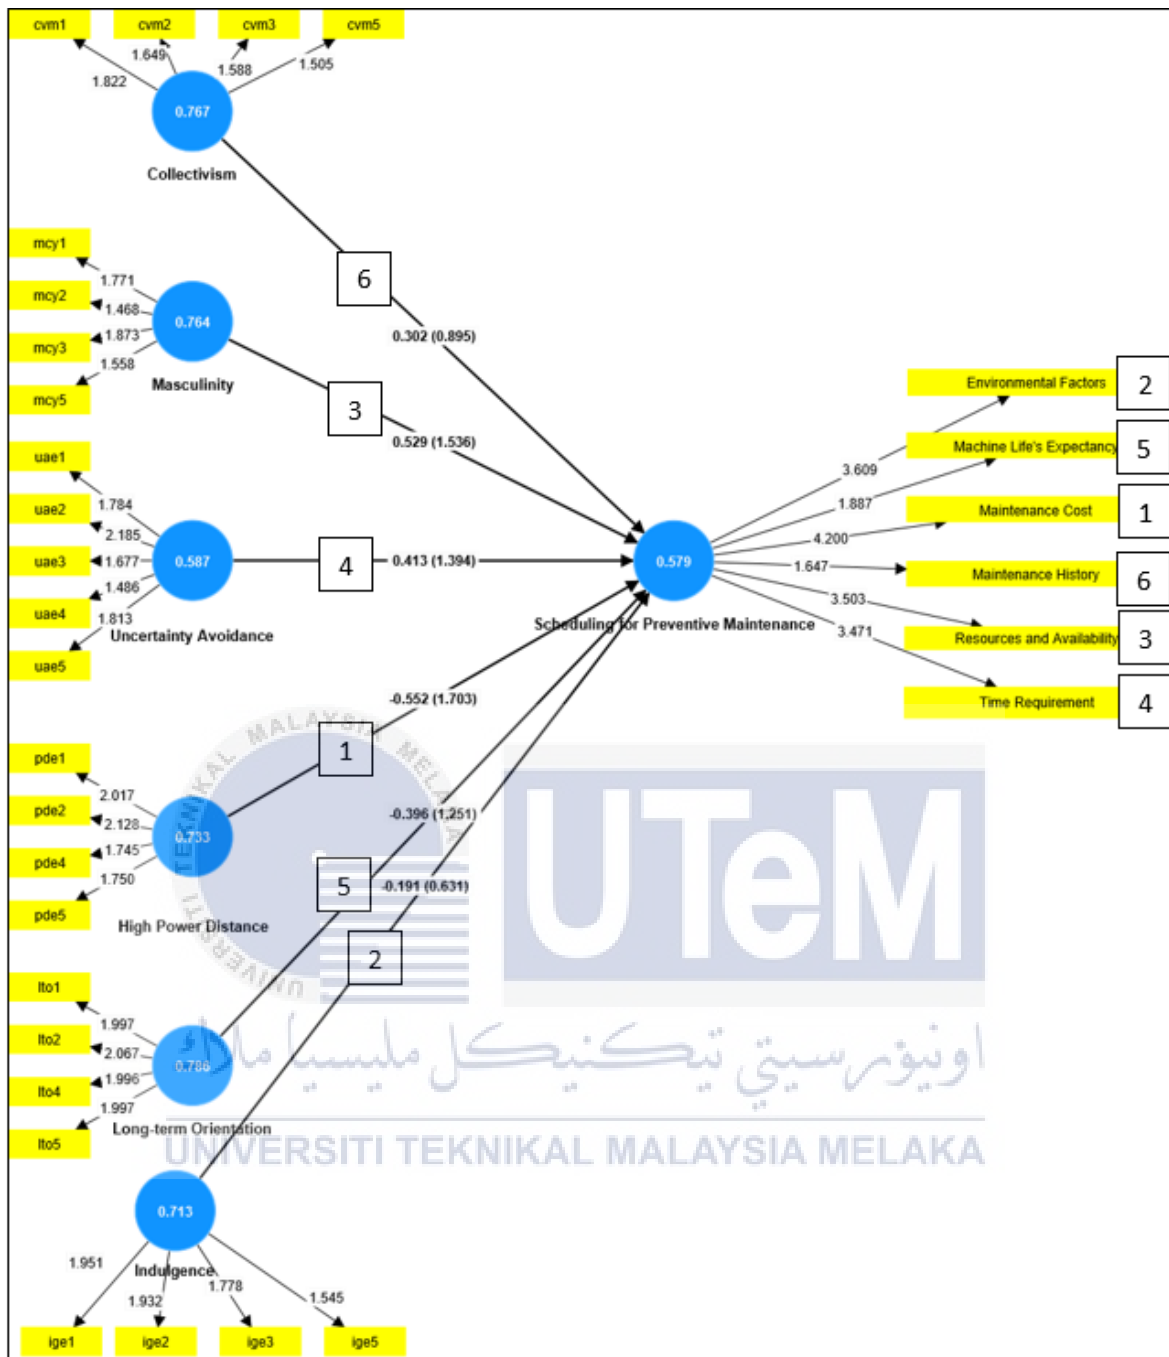 cvm1
cvm2
cvm3
cvm5
1.822
1.649
1.588
1.505
0.767
Collectivism
mcy1
mcy2
mcy3
mcy5
1.771
1.468
1.873
1.558
0.764
Masculinity
uae1
uae2
uae3
uae4
uae5
1.784
2.185
1.677
1.486
1.813
0.587
Uncertainty Avoidance
pde1
pde2
pde4
pde5
2.017
2.128
1.745
1.750
0.733
High Power Distance
lto1
lto2
lto4
lto5
1.997
2.067
1.996
1.997
0.786
Long-term Orientation
0.713
Indulgence
1.951
1.932
1.778
1.545
ige1
ige2
ige3
ige5
6
0.302 (0.895)
3
0.529 (1.536)
4
0.413 (1.394)
1
-0.552 (1.703)
5
-0.396 (1.251)
2
-0.191 (0.631)
0.579
Scheduling for Preventive Maintenance
3.609
1.887
4.200
1.647
3.503
3.471
Environmental Factors 2
Machine Life's Expectancy 5
Maintenance Cost 1
Maintenance History 6
Resources and Availability 3
Time Requirement 4
UNIVERSITI TEKNIKAL MALAYSIA MELAKA
UTeM
اونيۏرسيتي تيكنيكل مليسيا ملاك
UNIVERSITI TEKNIKAL MALAYSIA MELAKA